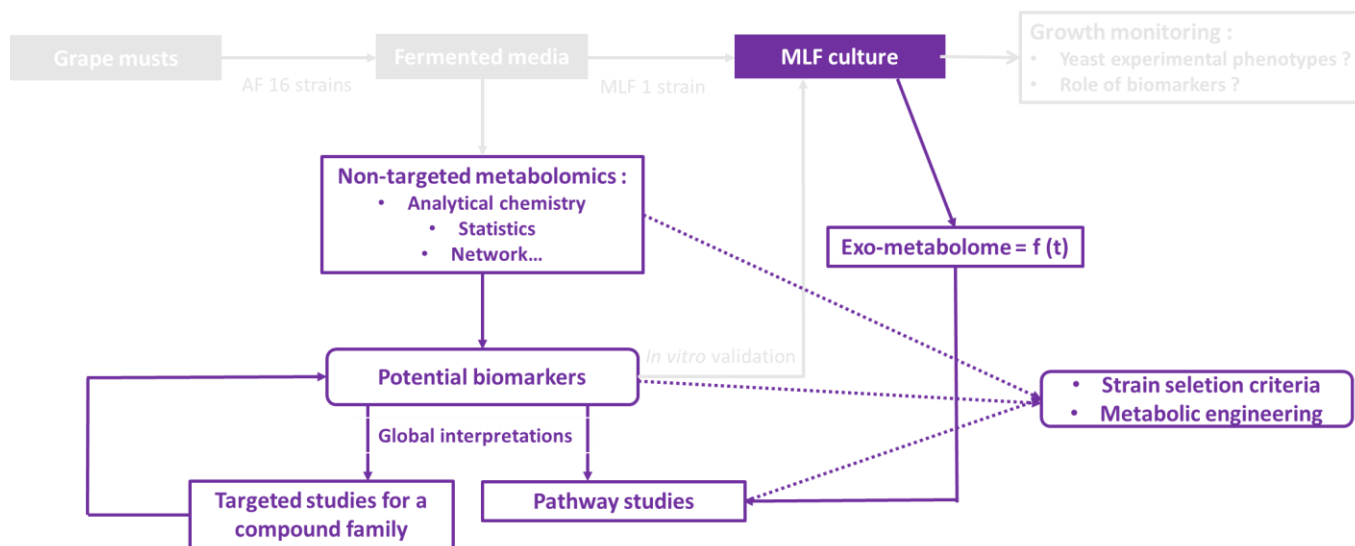 Grape musts
Fermented media
MLF culture
Growth monitoring :
• Yeast experimental phenotypes ?
• Role of biomarkers ?
AF 16 strains
MLF 1 strain
Non-targeted metabolomics :
• Analytical chemistry
• Statistics
• Network…
Exo-metabolome = f (t)
In vitro validation
Potential biomarkers
• Strain seletion criteria
• Metabolic engineering
Global interpretations
Targeted studies for a
compound family
Pathway studies